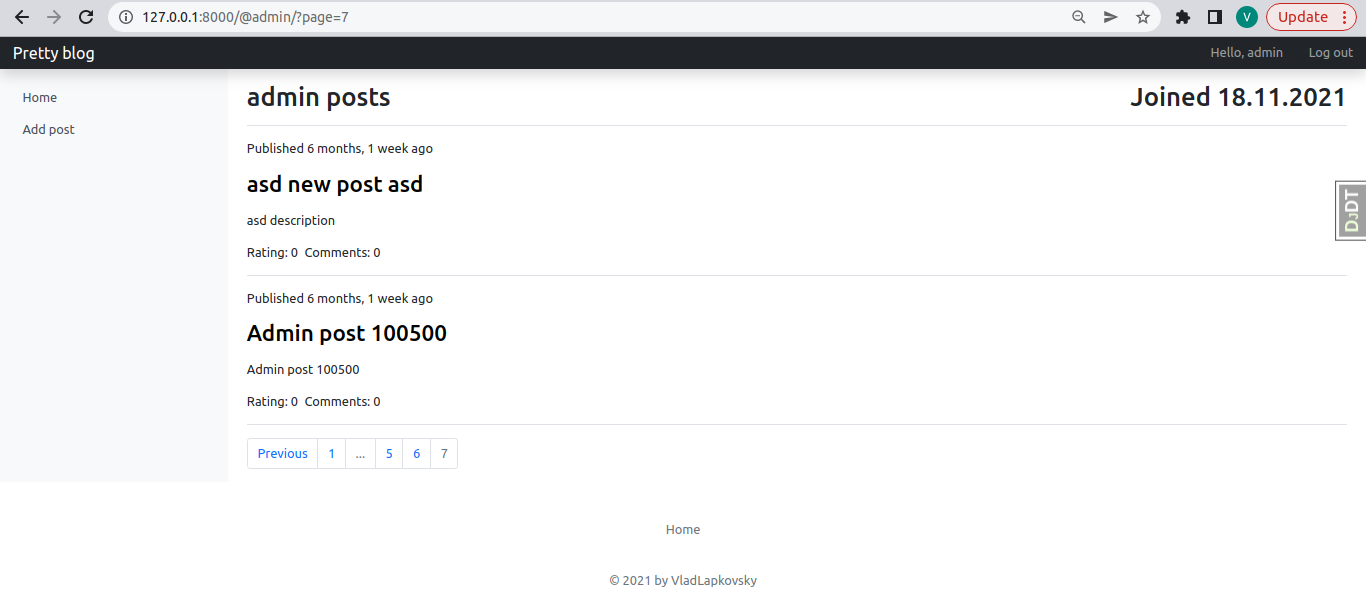 127.0.0.1:8000/@admin/?page=7
V
Update
Pretty blog
Hello, admin
Log out
Home
Add post
admin posts
Joined 18.11.2021
Published 6 months, 1 week ago
asd new post asd
asd description
Rating: 0 Comments: 0
DJDT
Published 6 months, 1 week ago
Admin post 100500
Admin post 100500
Rating: 0 Comments: 0
Previous 1 ... 5 6 7
Home
© 2021 by VladLapkovsky